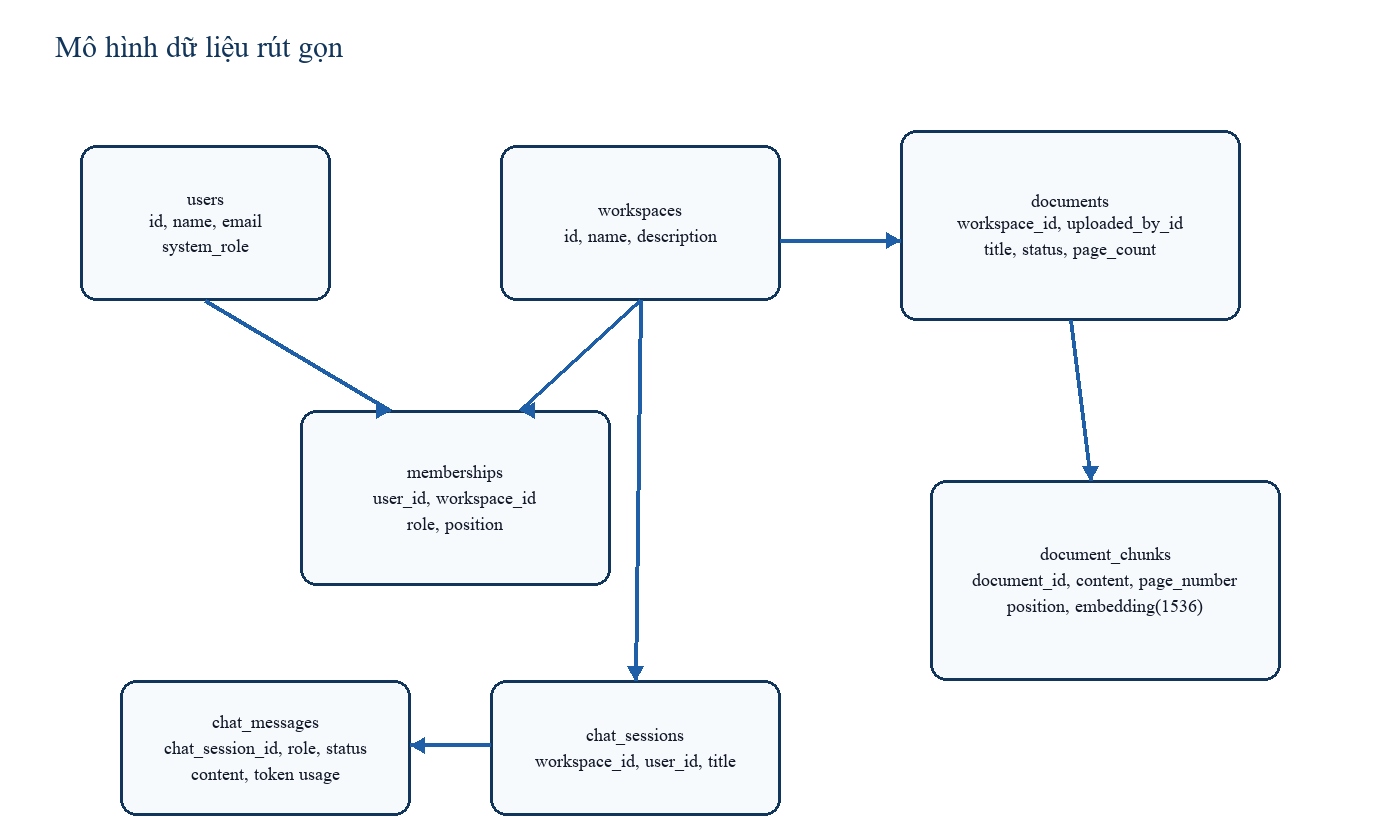 Mô hình dữ liệu rút gọn
users
id, name, email
system_role
workspaces
id, name, description
documents
workspace_id, uploaded_by_id
title, status, page_count
memberships
user_id, workspace_id
role, position
document_chunks
document_id, content, page_number
position, embedding(1536)
chat_messages
chat_session_id, role, status
content, token usage
chat_sessions
workspace_id, user_id, title